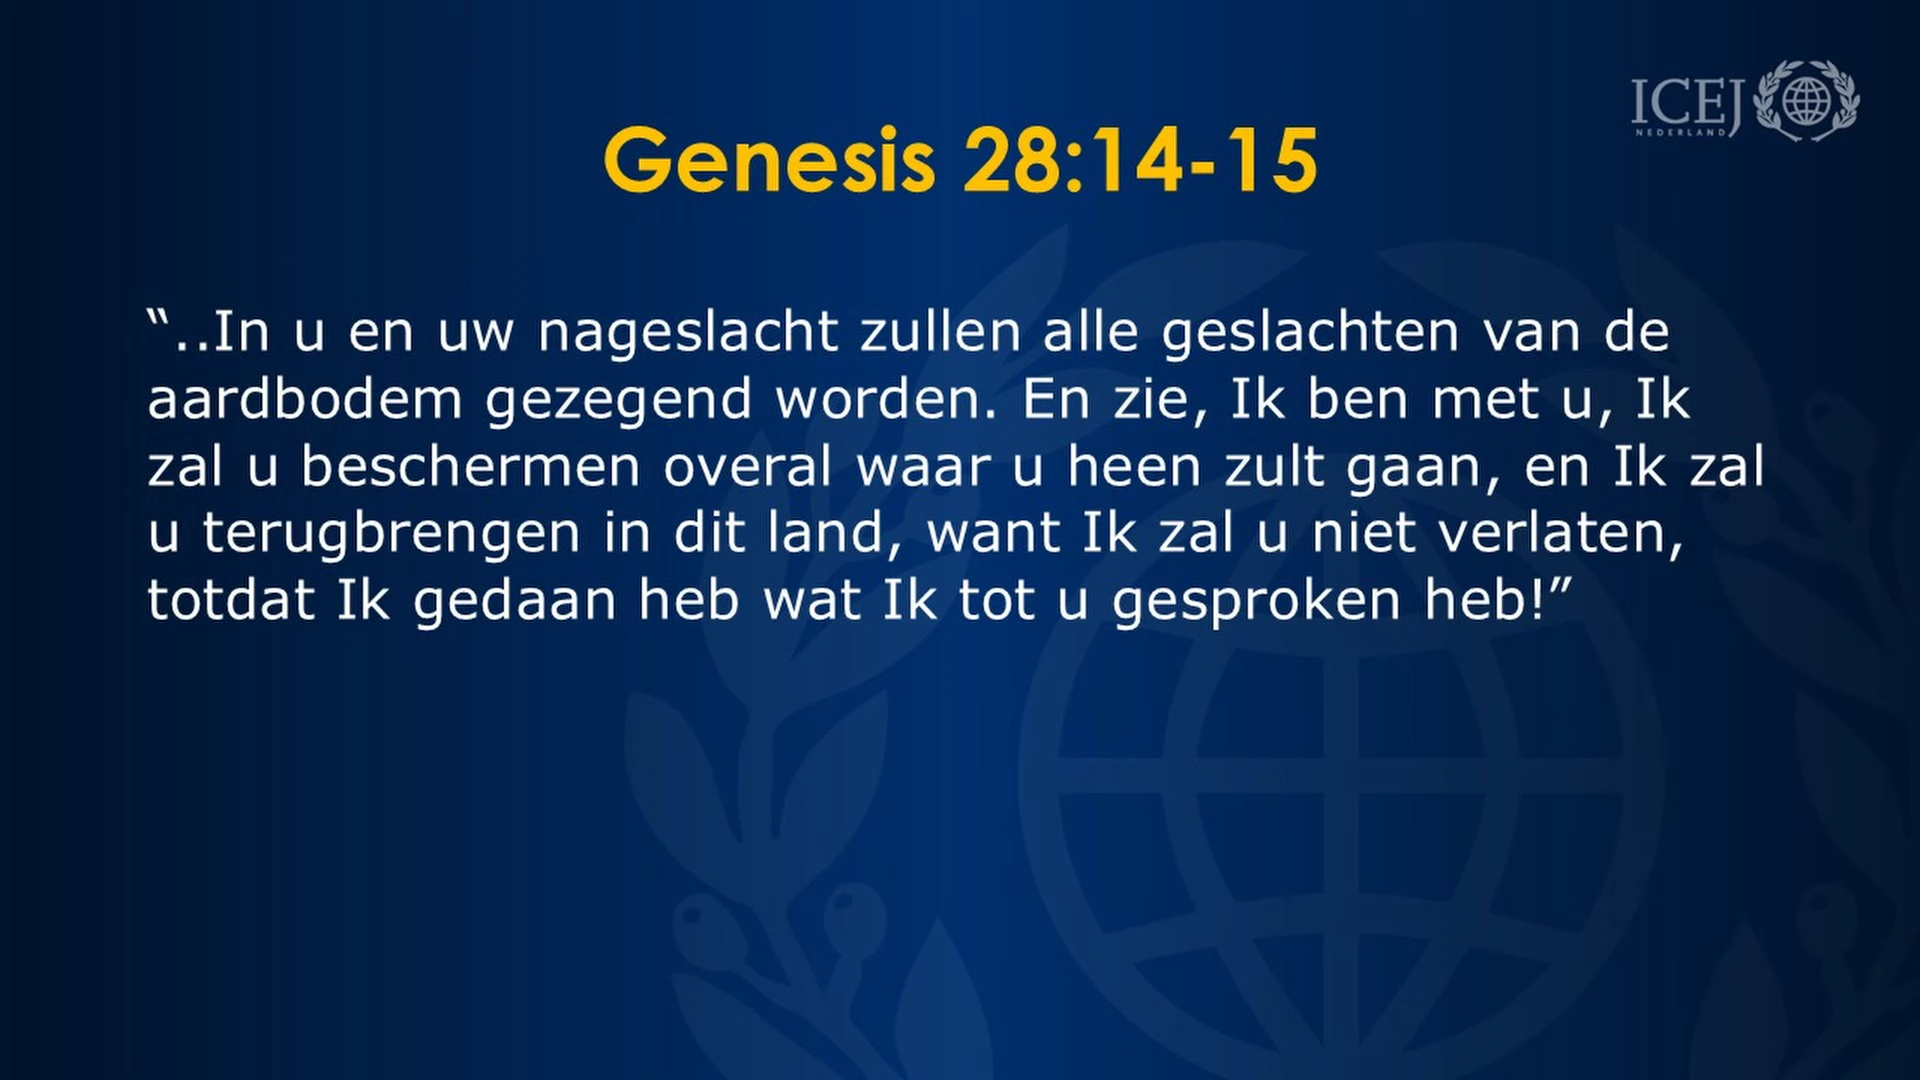 ICEJ
NEDERLAND
Genesis 28:14-15
“..In u en uw nageslacht zullen alle geslachten van de
aardbodem gezegend worden. En zie, Ik ben met u, Ik
zal u beschermen overal waar u heen zult gaan, en Ik zal
u terugbrengen in dit land, want Ik zal u niet verlaten,
totdat Ik gedaan heb wat Ik tot u gesproken heb!”